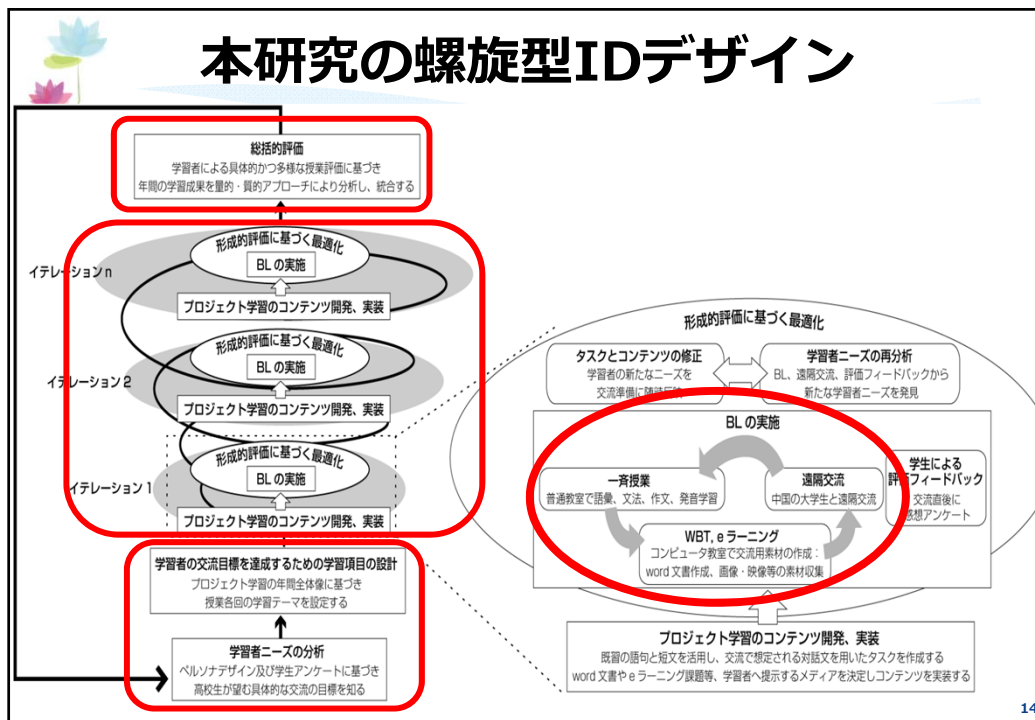 本研究の螺旋型IDデザイン
総括的評価
学習者による具体的かつ多様な授業評価に基づき
年間の学習成果を量的・質的アプローチにより分析し、統合する
イテレーション n
形成的評価に基づく最適化
BL の実施
プロジェクト学習のコンテンツ開発、実装
イテレーション 2
形成的評価に基づく最適化
BL の実施
プロジェクト学習のコンテンツ開発、実装
イテレーション 1
形成的評価に基づく最適化
BL の実施
プロジェクト学習のコンテンツ開発、実装
学習者の交流目標を達成するための学習項目の設計
プロジェクト学習の年間全体像に基づき
授業各回の学習テーマを設定する
学習者ニーズの分析
ペルソナデザイン及び学生アンケートに基づき
高校生が望む具体的な交流の目標を知る
形成的評価に基づく最適化
タスクとコンテンツの修正
学習者の新たなニーズを
交流準備に随時反映
学習者ニーズの再分析
BL、遠隔交流、評価フィードバックから
新たな学習者ニーズを発見
BL の実施
一斉授業
普通教室で語彙、文法、作文、発音学習
遠隔交流
中国の大学生と遠隔交流
WBT, e ラーニング
コンピュータ教室で交流用素材の作成：
word 文書作成、画像・映像等の素材収集
学生による
評価フィードバック
交流直後に
感想アンケート
プロジェクト学習のコンテンツ開発、実装
既習の語句と短文を活用し、交流で想定される対話文を用いたタスクを作成する
word 文書や e ラーニング課題等、学習者へ提示するメディアを決定しコンテンツを実装する
14